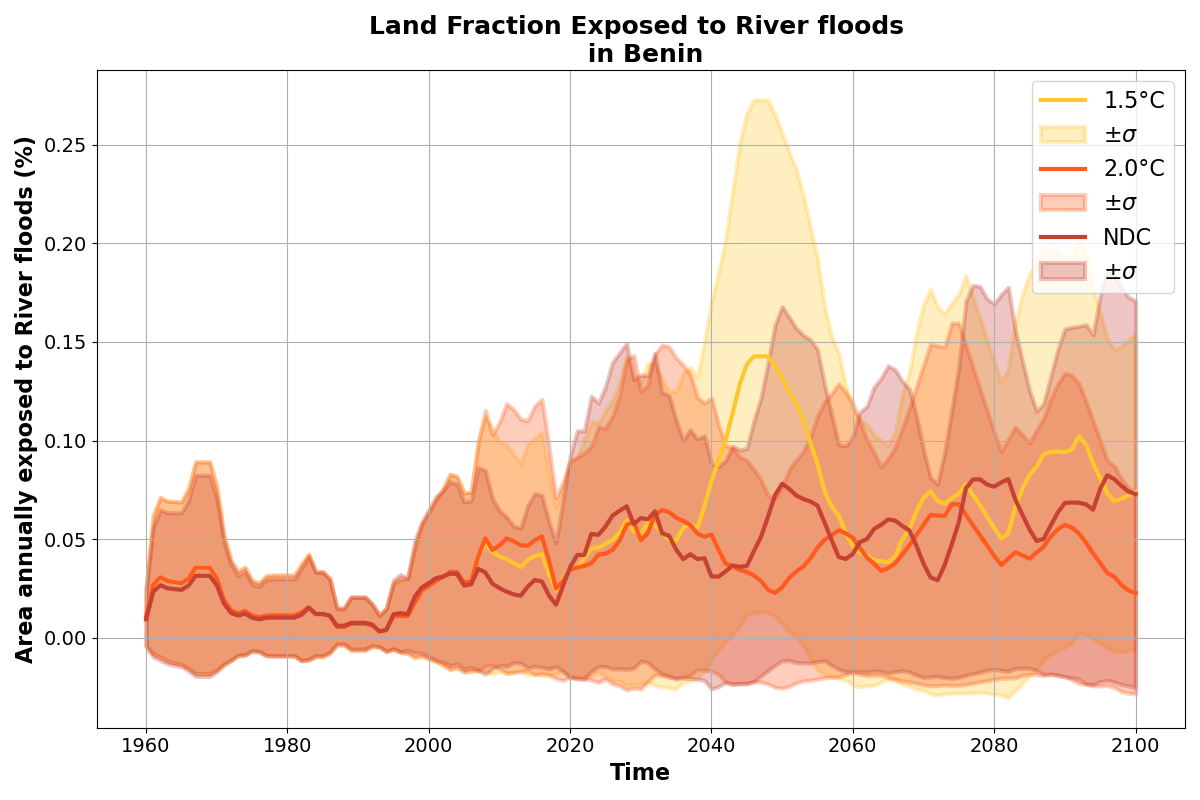 Land Fraction Exposed to River floods
in Benin
Area annually exposed to River floods (%)
0.25
0.20
0.15
0.10
0.05
0.00
1.5°C
±σ
2.0°C
±σ
NDC
±σ
1960 1980 2000 2020 2040 2060 2080 2100
Time